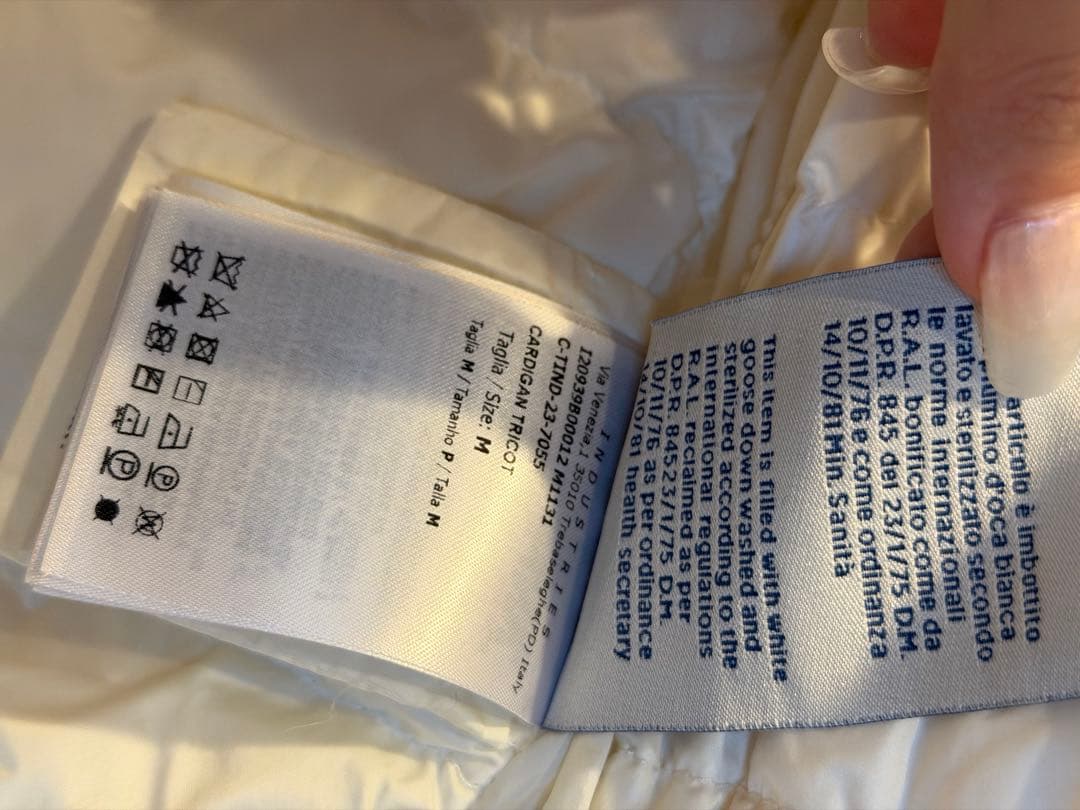 INDUSTRIES
Via Venezia,1 35010 Trebaseleghe(PD) Italy
I20939B00012 M1131
C-TIND-23-7055
CARDIGAN TRICOT
Taglia / Size: M
Taglia M / Tamanho P / Talla M
articolo è imbottito
piumino d'oca bianca
lavato e sterilizzato secondo
le norme internazionali
R.A.L. bonificato come da
D.P.R. 845 del 23/1/75 D.M.
10/11/76 e come ordinanza
14/10/81 Min Sanità
This item is filled with white
goose down washed and
sterilized according to the
international regulations
R.A.L. reclaimed as per
D.P.R. 845 23/1/75 D.M.
10/11/76 as per ordinance
14/10/81 health secretary